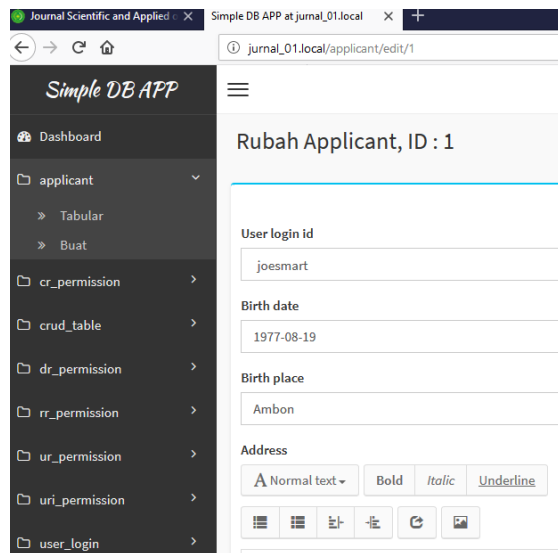 Journal Scientific and Applied
Simple DB APP at jurnal_01.local
jurnal_01.local/applicant/edit/1
Simple DB APP
Dashboard
applicant
Tabular
Buat
cr_permission
crud_table
dr_permission
rr_permission
ur_permission
uri_permission
user_login
Rubah Applicant, ID : 1
User login id
joesmart
Birth date
1977-08-19
Birth place
Ambon
Address
A Normal text Bold Italic Underline